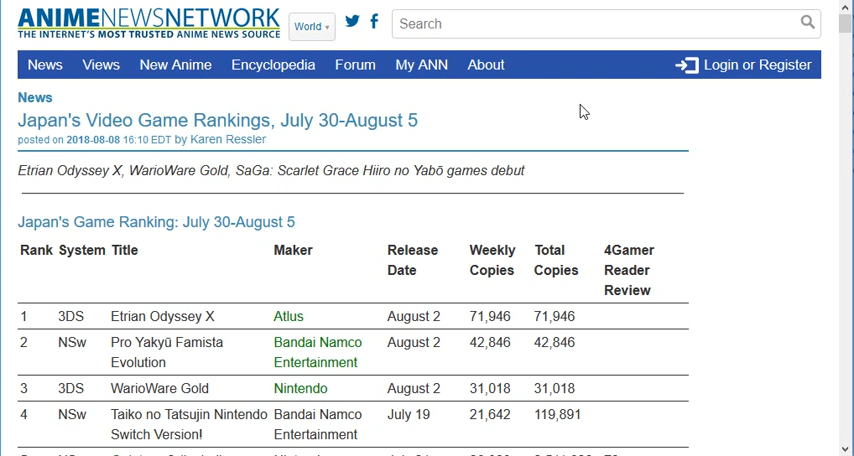 ANIMENEWSNETWORK
THE INTERNET'S MOST TRUSTED ANIME NEWS SOURCE
World
Search
News Views New Anime Encyclopedia Forum My ANN About Login or Register
News
Japan's Video Game Rankings, July 30-August 5
posted on 2018-08-08 16:10 EDT by Karen Ressler
Etrian Odyssey X, WarioWare Gold, SaGa: Scarlet Grace Hiiro no Yabō games debut
Japan's Game Ranking: July 30-August 5
Rank System Title Maker Release Date Weekly Copies Total Copies 4Gamer Reader Review
1 3DS Etrian Odyssey X Atlus August 2 71,946 71,946
2 NSw Pro Yakyū Famista Evolution Bandai Namco Entertainment August 2 42,846 42,846
3 3DS WarioWare Gold Nintendo August 2 31,018 31,018
4 NSw Taiko no Tatsujin Nintendo Switch Version! Bandai Namco Entertainment July 19 21,642 119,891